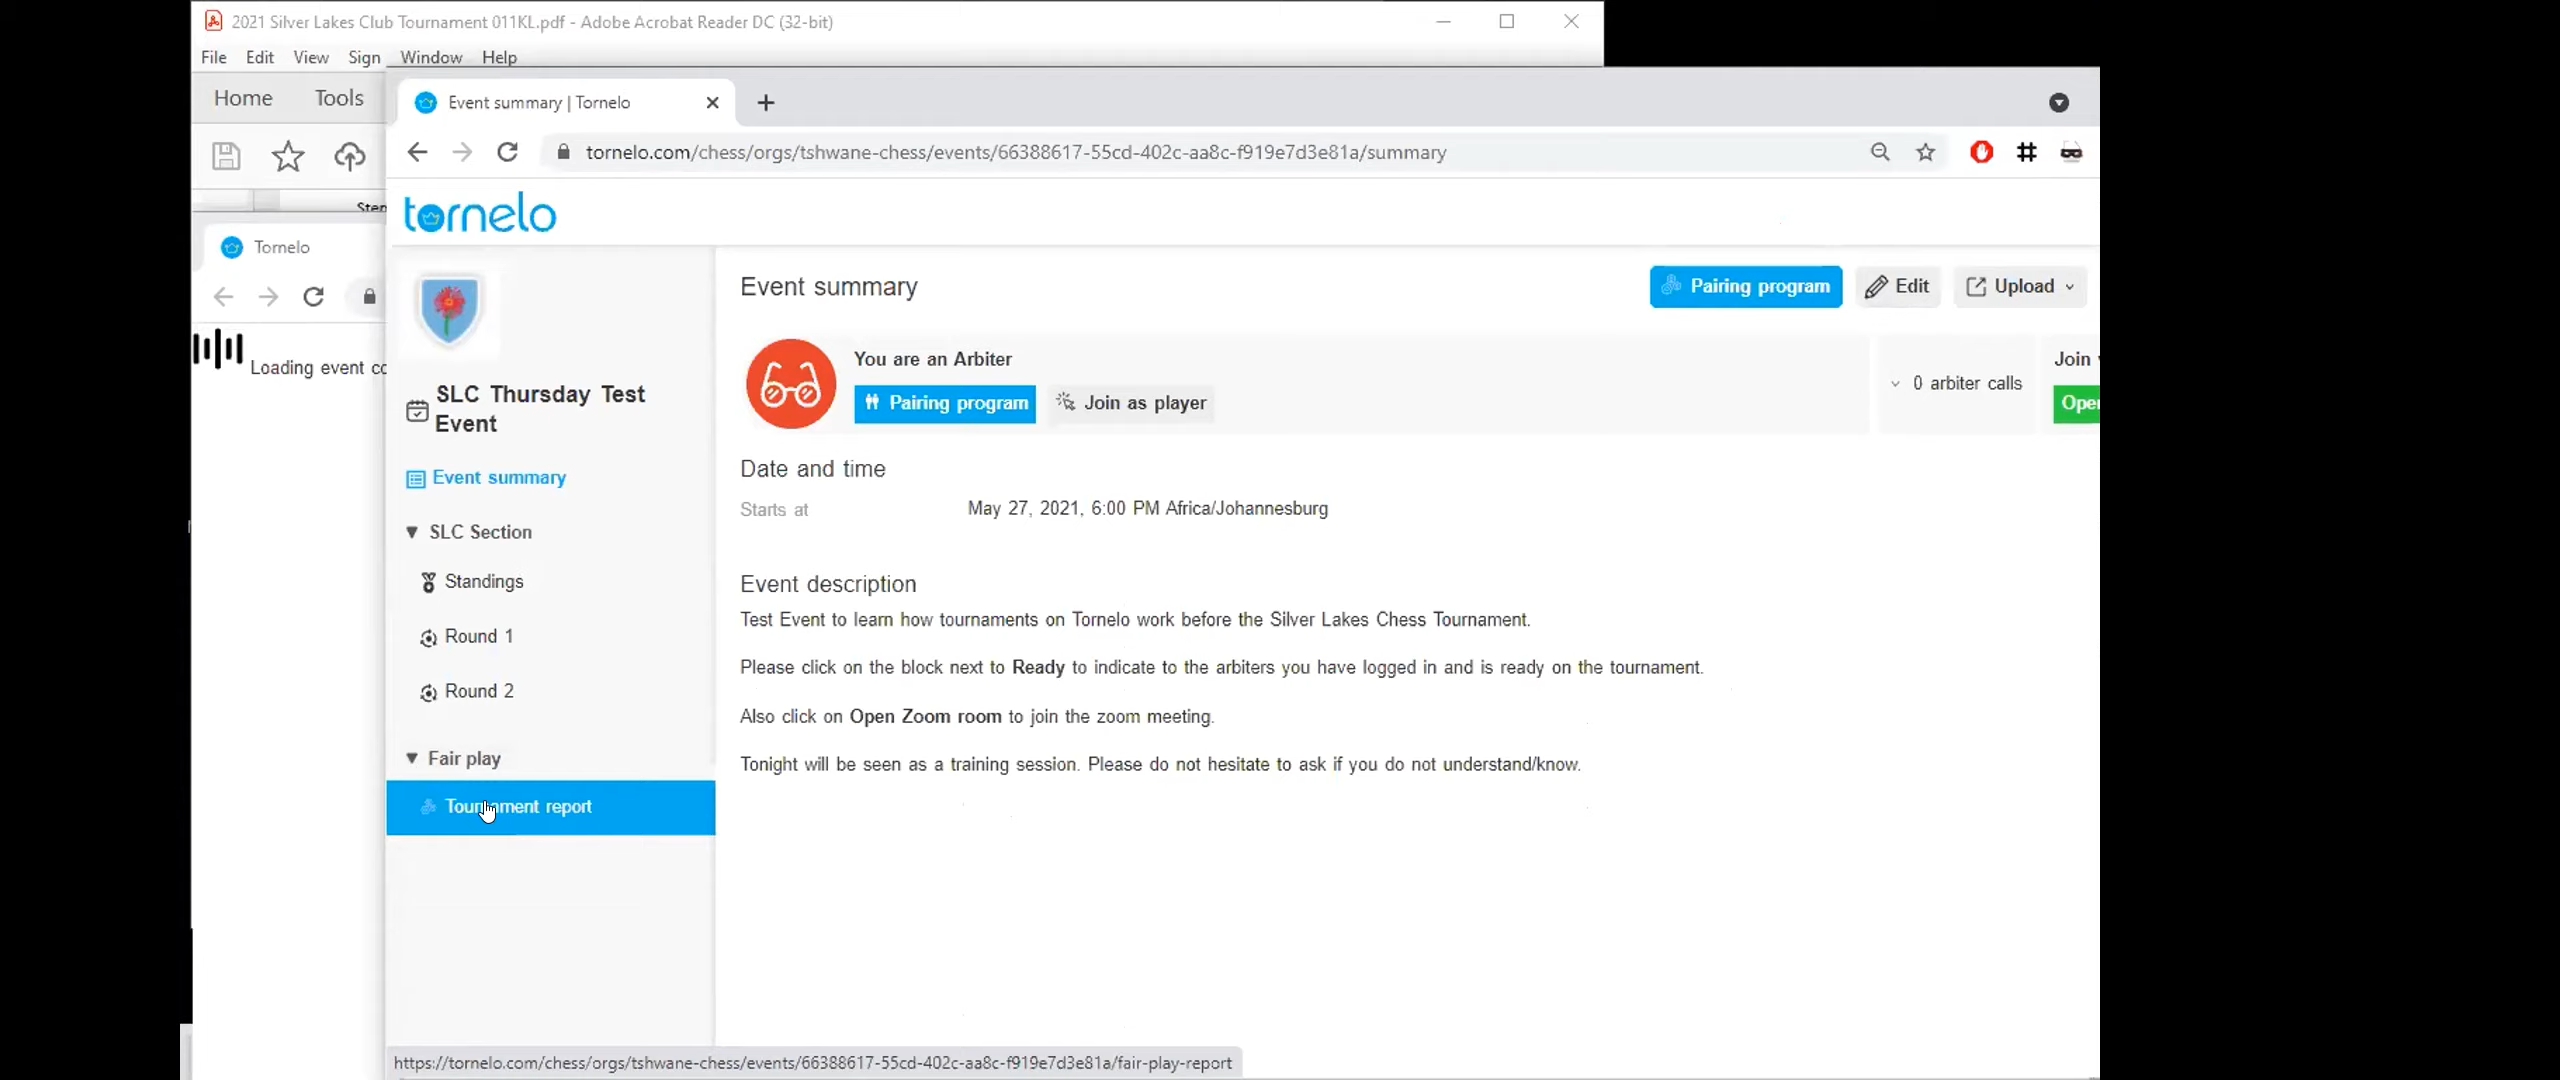 2021 Silver Lakes Club Tournament 011KL.pdf - Adobe Acrobat Reader DC (32-bit)
File Edit View Sign Window Help
Home Tools
Event summary | Tornelo
tornelo.com/chess/orgs/tshwane-chess/events/66388617-55cd-402c-aa8c-f919e7d3e81a/summary
tornelo
Tornelo
Loading event
Event summary
Pairing program Edit Upload
You are an Arbiter
Pairing program Join as player
0 arbiter calls
Join
SLC Thursday Test
Event
Event summary
SLC Section
Standings
Round 1
Round 2
Fair play
Tournament report
Date and time
Starts at May 27, 2021, 6:00 PM Africa/Johannesburg
Event description
Test Event to learn how tournaments on Tornelo work before the Silver Lakes Chess Tournament.
Please click on the block next to Ready to indicate to the arbiters you have logged in and is ready on the tournament.
Also click on Open Zoom room to join the zoom meeting.
Tonight will be seen as a training session. Please do not hesitate to ask if you do not understand/know.
https://tornelo.com/chess/orgs/tshwane-chess/events/66388617-55cd-402c-aa8c-f919e7d3e81a/fair-play-report